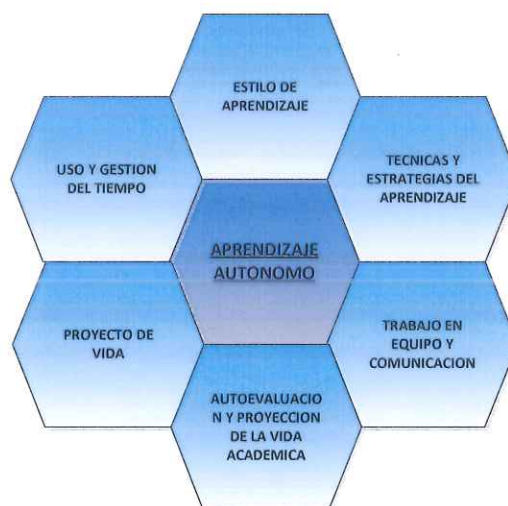 ESTILO DE
APRENDIZAJE
USO Y GESTION
DEL TIEMPO
TECNICAS Y
ESTRATEGIAS DEL
APRENDIZAJE
APRENDIZAJE
AUTONOMO
PROYECTO DE
VIDA
TRABAJO EN
EQUIPO Y
COMUNICACION
AUTOEVALUACIO
N Y PROYECCION
DE LA VIDA
ACADEMICA